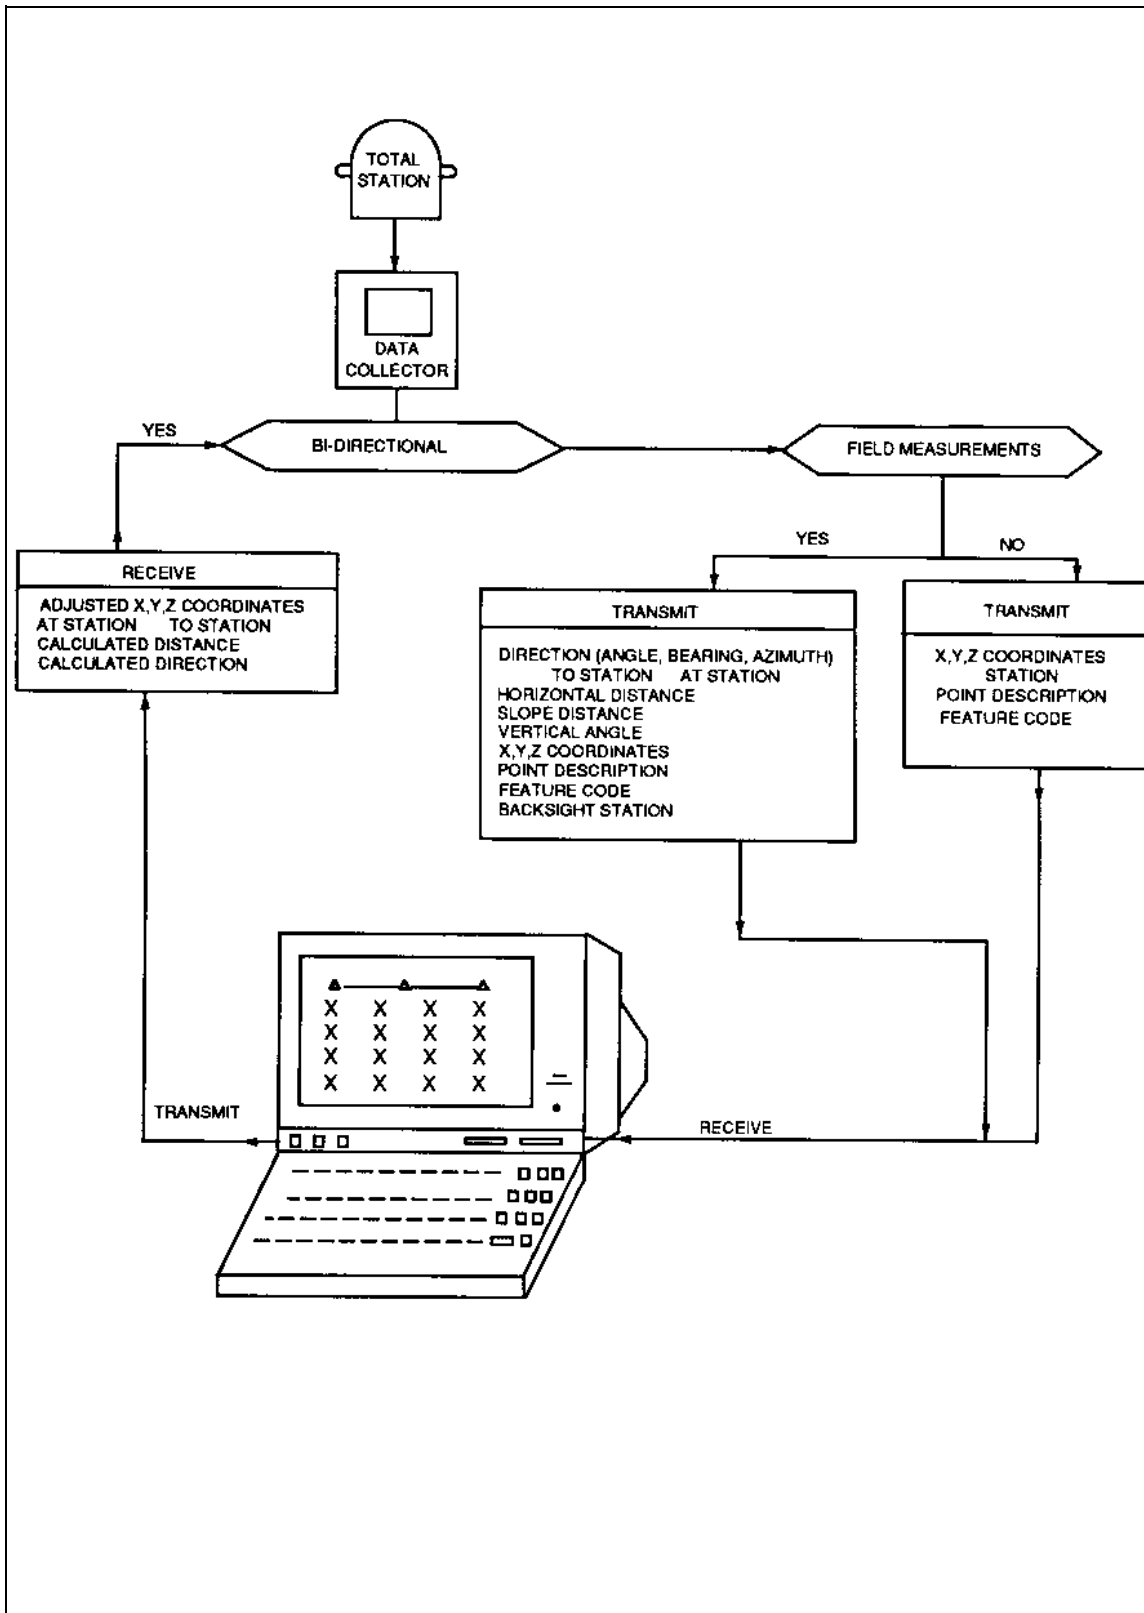 TOTAL
STATION
DATA
COLLECTOR
YES
BI-DIRECTIONAL
FIELD MEASUREMENTS
YES
NO
RECEIVE
ADJUSTED X,Y,Z COORDINATES
AT STATION TO STATION
CALCULATED DISTANCE
CALCULATED DIRECTION
TRANSMIT
DIRECTION (ANGLE, BEARING, AZIMUTH)
TO STATION AT STATION
HORIZONTAL DISTANCE
SLOPE DISTANCE
VERTICAL ANGLE
X,Y,Z COORDINATES
POINT DESCRIPTION
FEATURE CODE
BACKSIGHT STATION
TRANSMIT
X,Y,Z COORDINATES
STATION
POINT DESCRIPTION
FEATURE CODE
X X X X
X X X X
X X X X
X X X X
TRANSMIT
RECEIVE